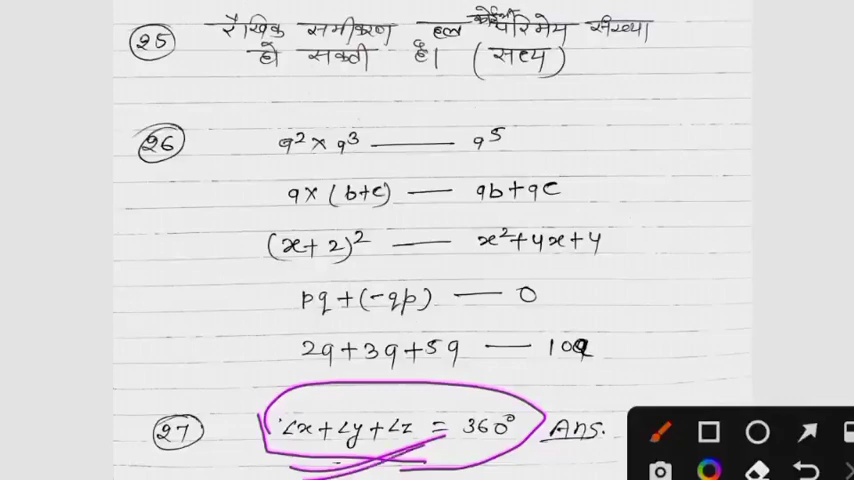 25 रैखिक समीकरण हल कोई भी परिमेय संख्या
हो सकती है। (सत्य)
26 a² × a³ —— a⁵
a × (b+c) —— ab+ac
(x+2)² —— x²+4x+4
pq+(-qp) —— 0
2a+3a+5a —— 10a
27 ∠x+∠y+∠z = 360° Ans.